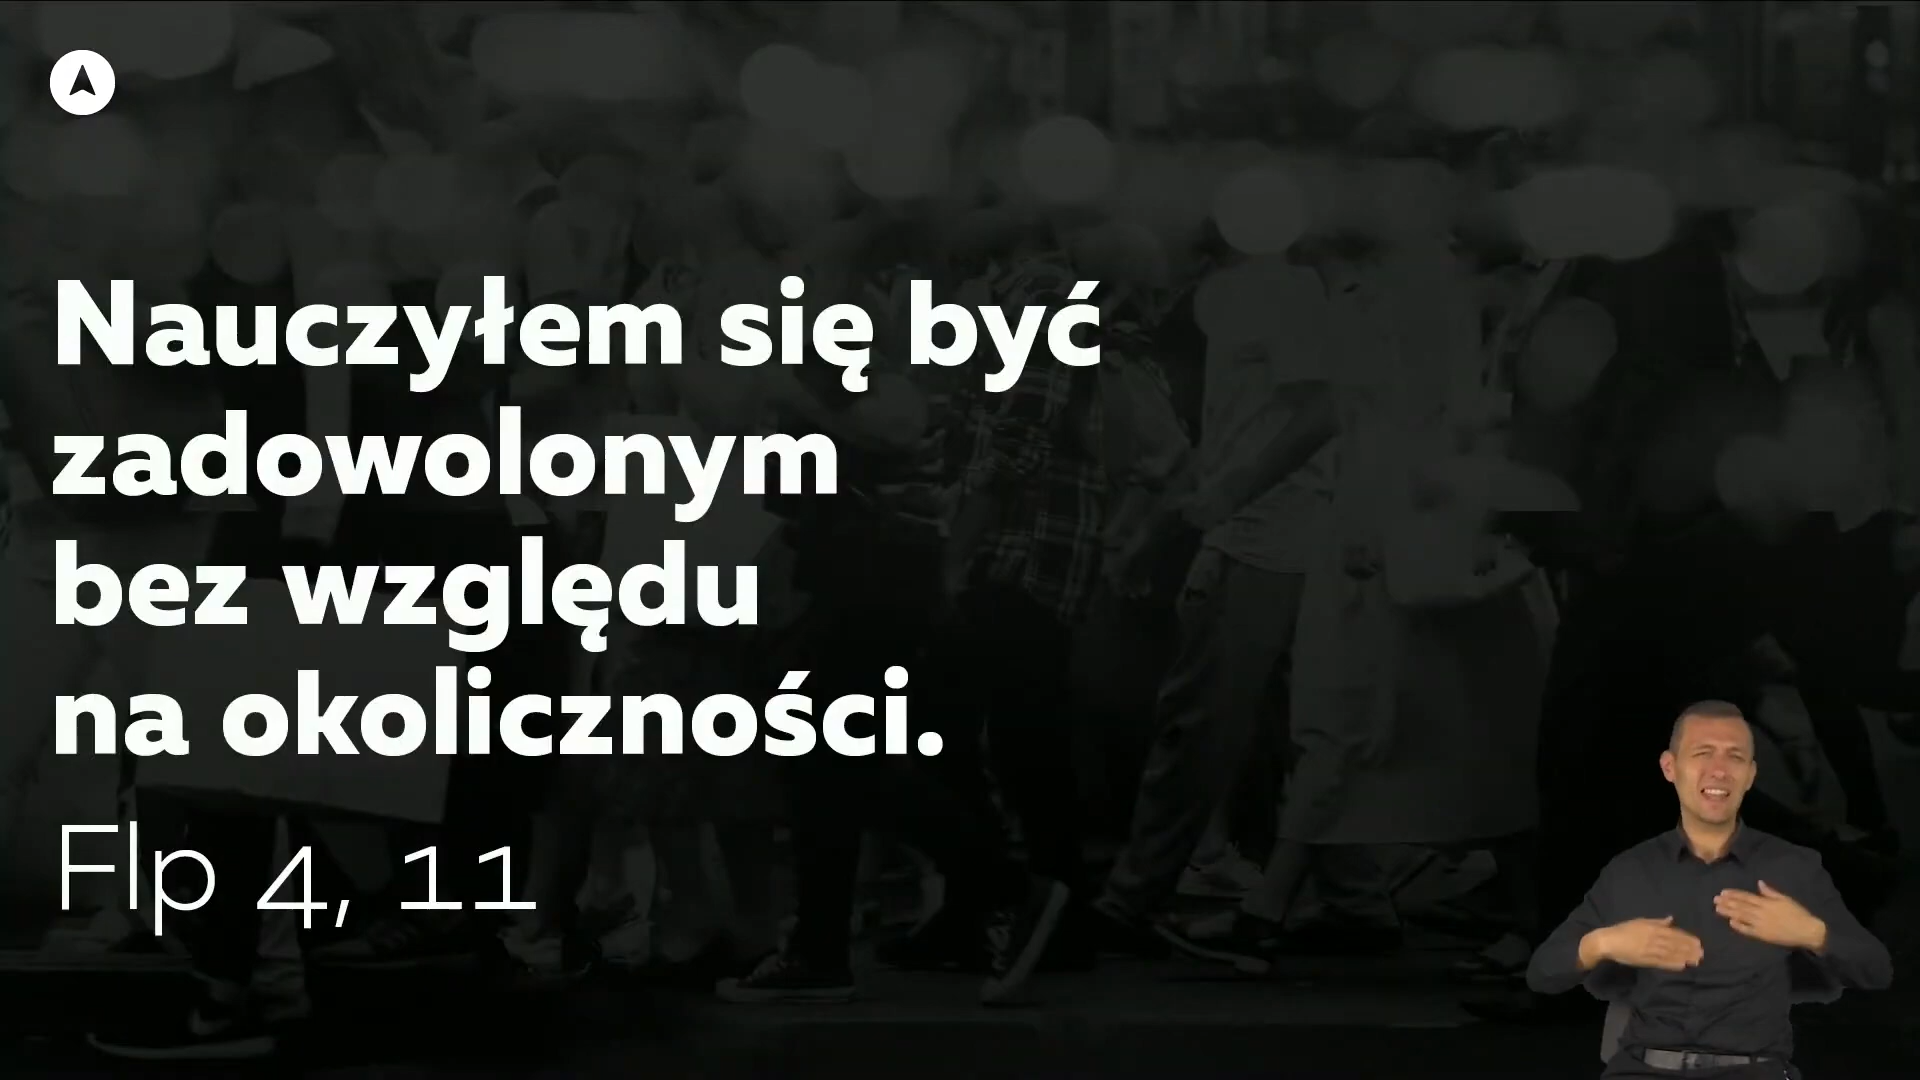 Nauczyłem się być
zadowolonym
bez względu
na okoliczności.
Flp 4, 11